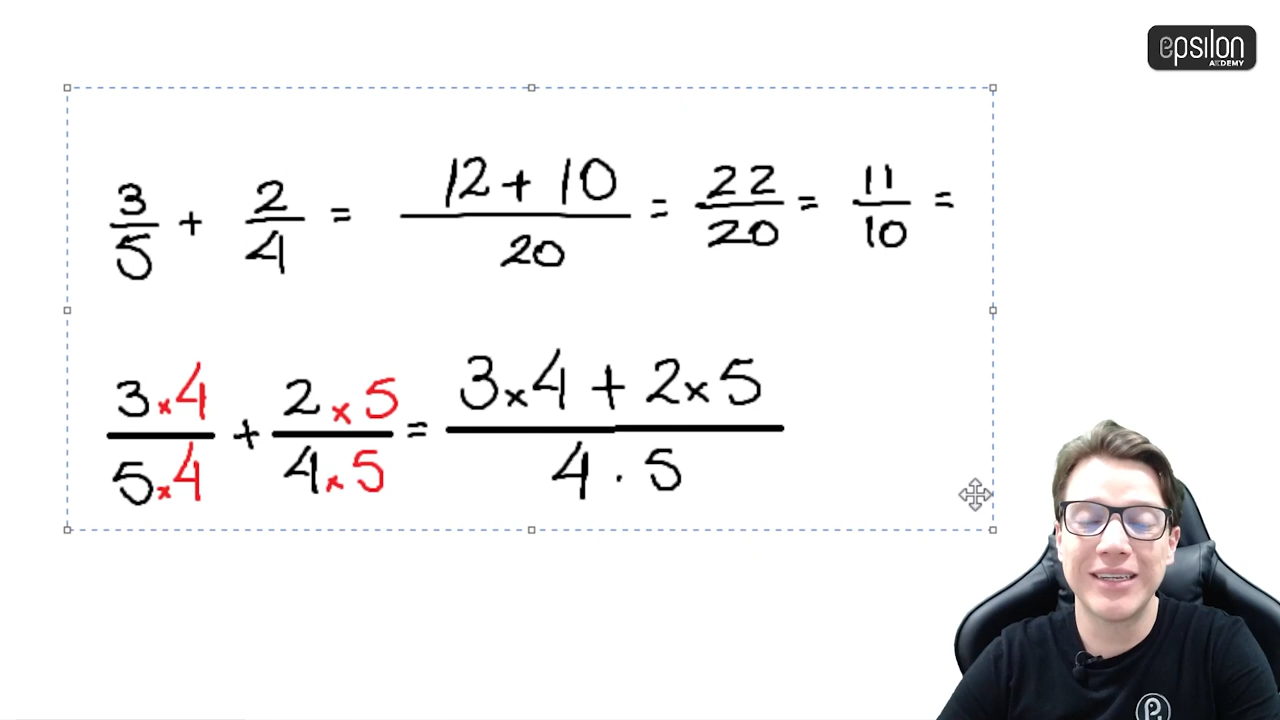 epsilon
AKDEMY
3/5 + 2/4 = (12 + 10)/20 = 22/20 = 11/10 =
(3 × 4)/(5 × 4) + (2 × 5)/(4 × 5) = (3 × 4 + 2 × 5)/(4 . 5)